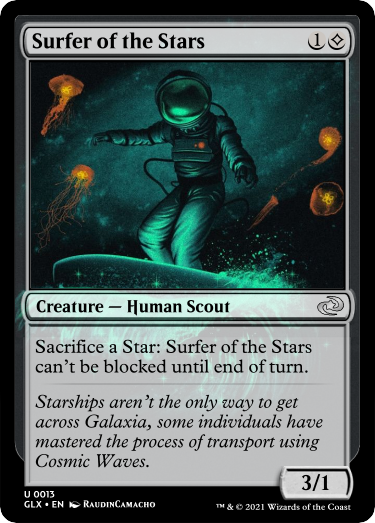 Surfer of the Stars 1
Creature — Human Scout
Sacrifice a Star: Surfer of the Stars
can't be blocked until end of turn.
Starships aren't the only way to get
across Galaxia, some individuals have
mastered the process of transport using
Cosmic Waves.
3/1
U 0013
GLX • EN RaudinCamacho
™ & © 2021 Wizards of the Coast